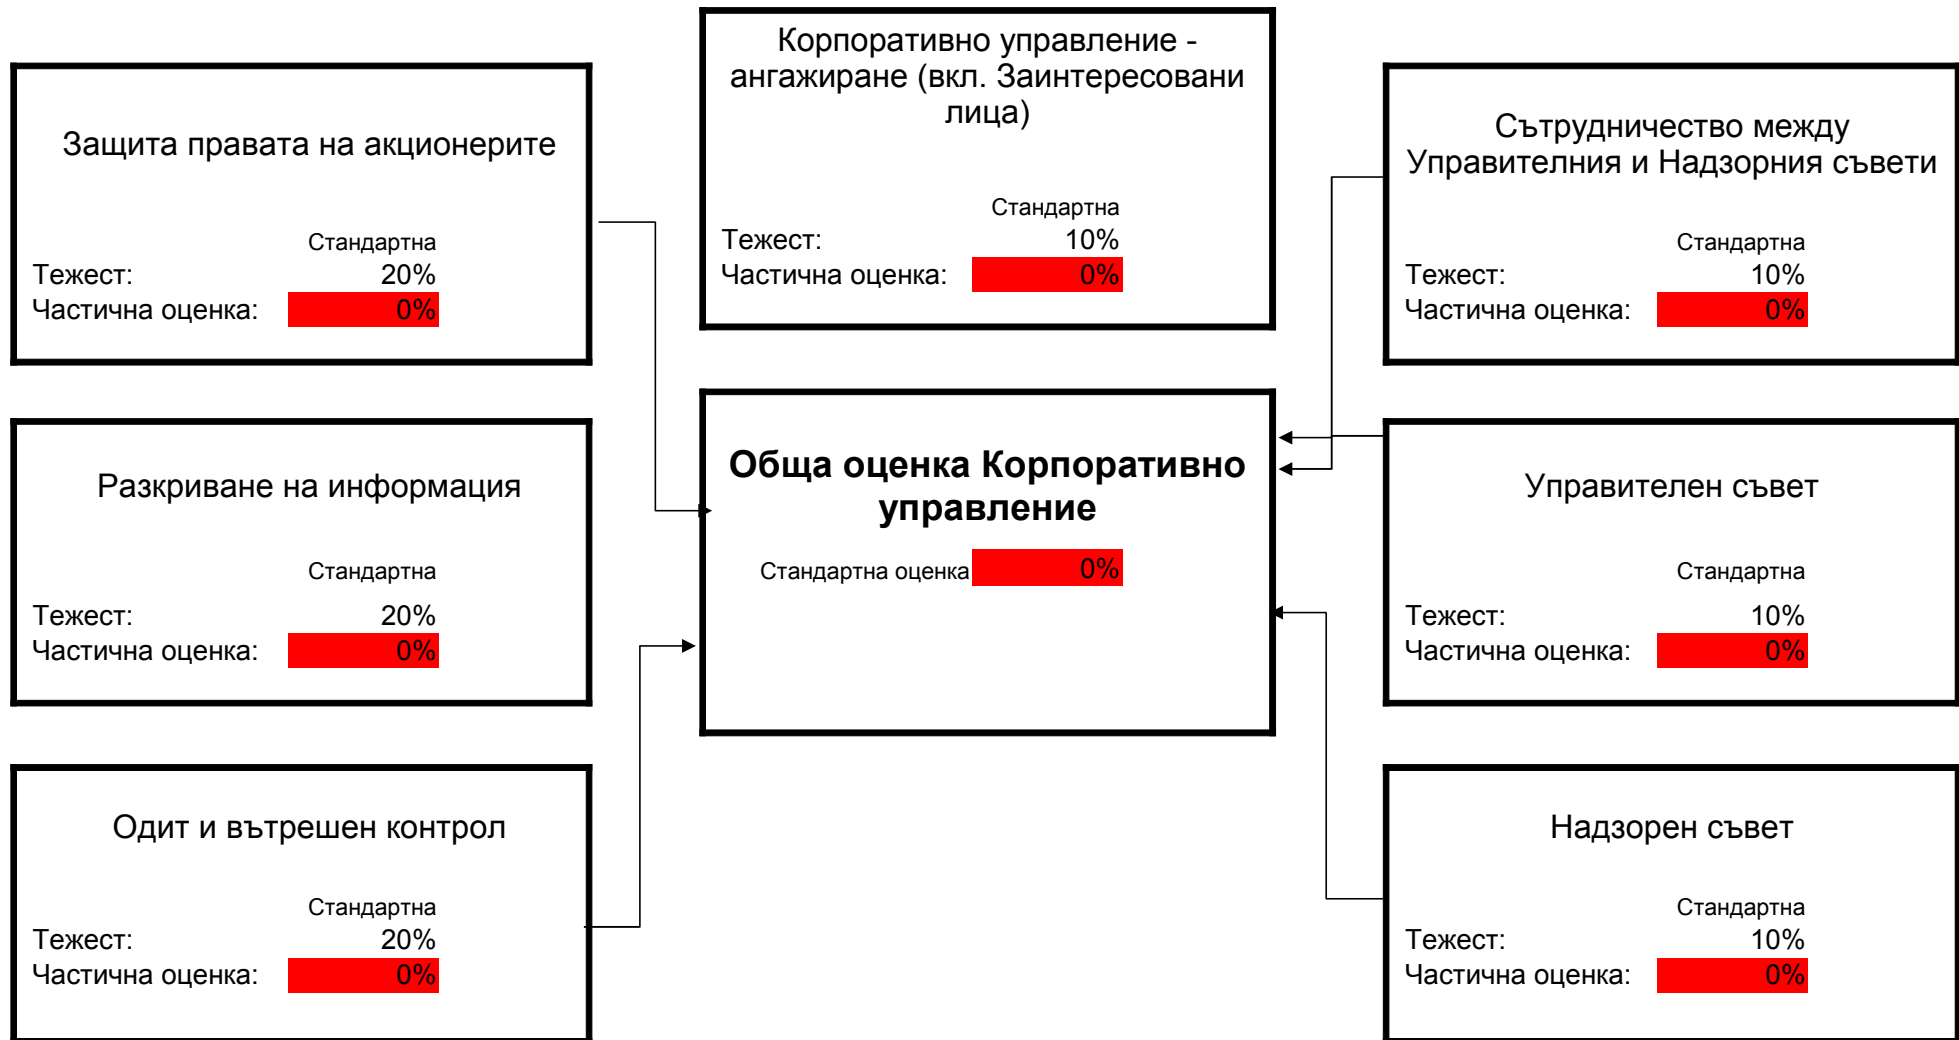 Корпоративно управление -
ангажиране (вкл. Заинтересовани
лица)
Стандартна
Тежест: 10%
Частична оценка: 0%
Защита правата на акционерите
Стандартна
Тежест: 20%
Частична оценка: 0%
Сътрудничество между
Управителния и Надзорния съвети
Стандартна
Тежест: 10%
Частична оценка: 0%
Разкриване на информация
Стандартна
Тежест: 20%
Частична оценка: 0%
Обща оценка Корпоративно
управление
Стандартна оценка 0%
Управителен съвет
Стандартна
Тежест: 10%
Частична оценка: 0%
Одит и вътрешен контрол
Стандартна
Тежест: 20%
Частична оценка: 0%
Надзорен съвет
Стандартна
Тежест: 10%
Частична оценка: 0%